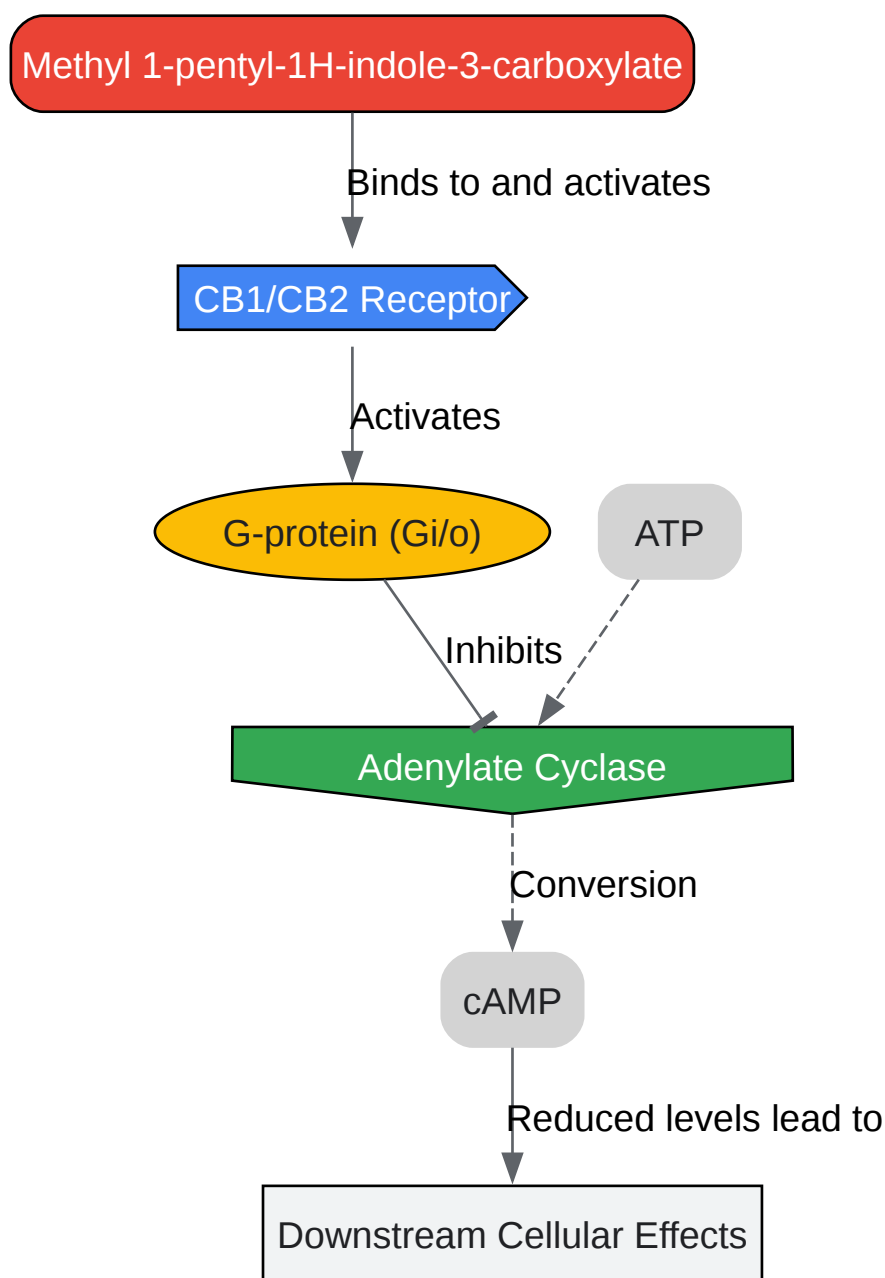 Methyl 1-pentyl-1H-indole-3-carboxylate
Binds to and activates
CB1/CB2 Receptor
Activates
G-protein (Gi/o)
ATP
Inhibits
Adenylate Cyclase
Conversion
cAMP
Reduced levels lead to
Downstream Cellular Effects